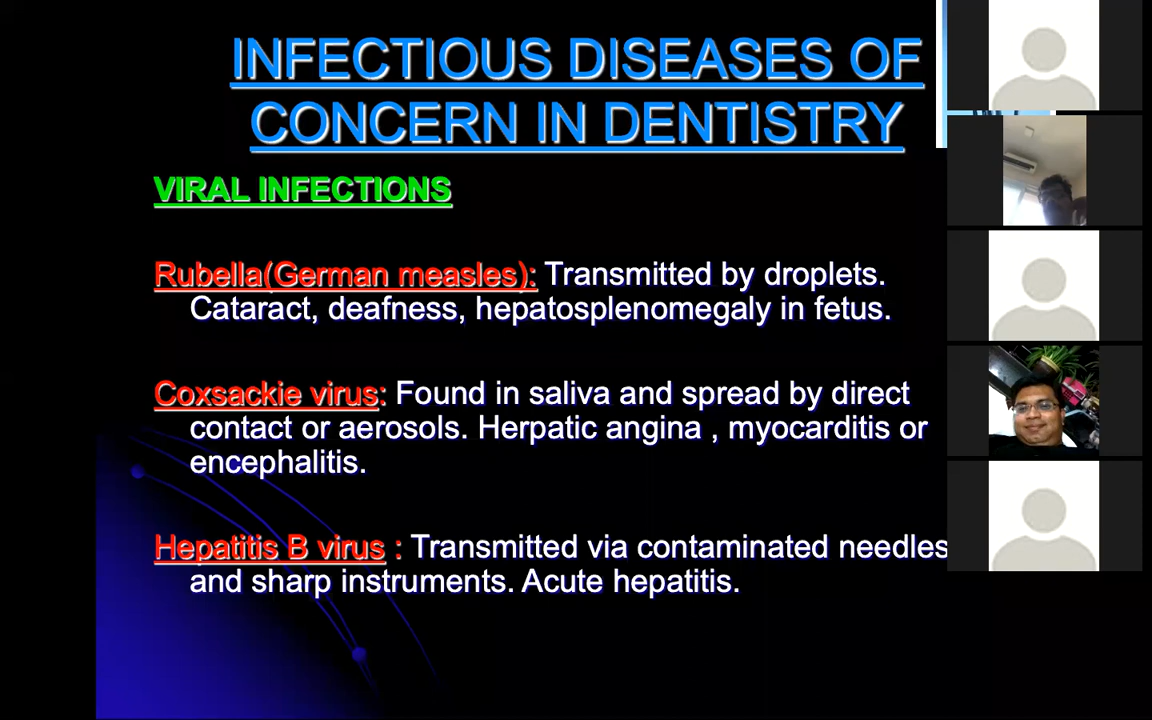 INFECTIOUS DISEASES OF
CONCERN IN DENTISTRY
VIRAL INFECTIONS
Rubella(German measles): Transmitted by droplets.
Cataract, deafness, hepatosplenomegaly in fetus.
Coxsackie virus: Found in saliva and spread by direct
contact or aerosols. Herpatic angina , myocarditis or
encephalitis.
Hepatitis B virus : Transmitted via contaminated needles
and sharp instruments. Acute hepatitis.